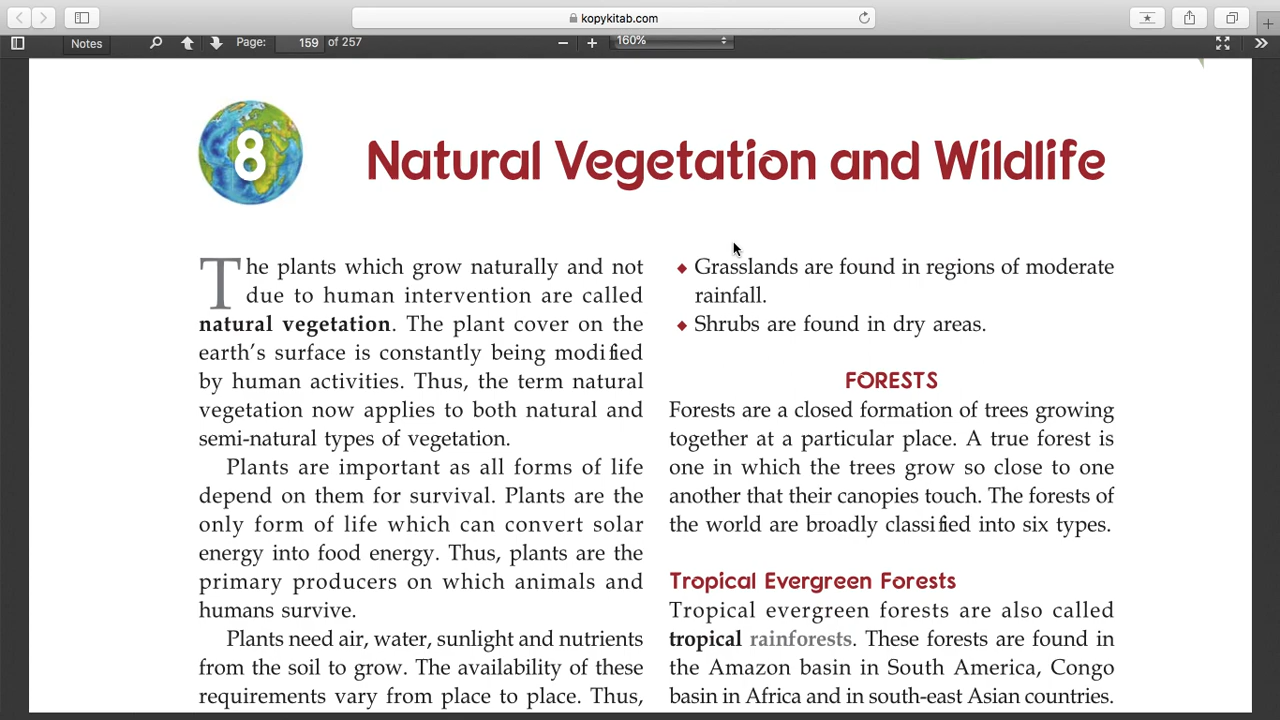 kopykitab.com
Notes
Page: 159 of 257
160%
8
Natural Vegetation and Wildlife
The plants which grow naturally and not
due to human intervention are called
natural vegetation. The plant cover on the
earth's surface is constantly being modified
by human activities. Thus, the term natural
vegetation now applies to both natural and
semi-natural types of vegetation.
Plants are important as all forms of life
depend on them for survival. Plants are the
only form of life which can convert solar
energy into food energy. Thus, plants are the
primary producers on which animals and
humans survive.
Plants need air, water, sunlight and nutrients
from the soil to grow. The availability of these
requirements vary from place to place. Thus,
◆ Grasslands are found in regions of moderate
rainfall.
◆ Shrubs are found in dry areas.
FORESTS
Forests are a closed formation of trees growing
together at a particular place. A true forest is
one in which the trees grow so close to one
another that their canopies touch. The forests of
the world are broadly classified into six types.
Tropical Evergreen Forests
Tropical evergreen forests are also called
tropical rainforests. These forests are found in
the Amazon basin in South America, Congo
basin in Africa and in south-east Asian countries.